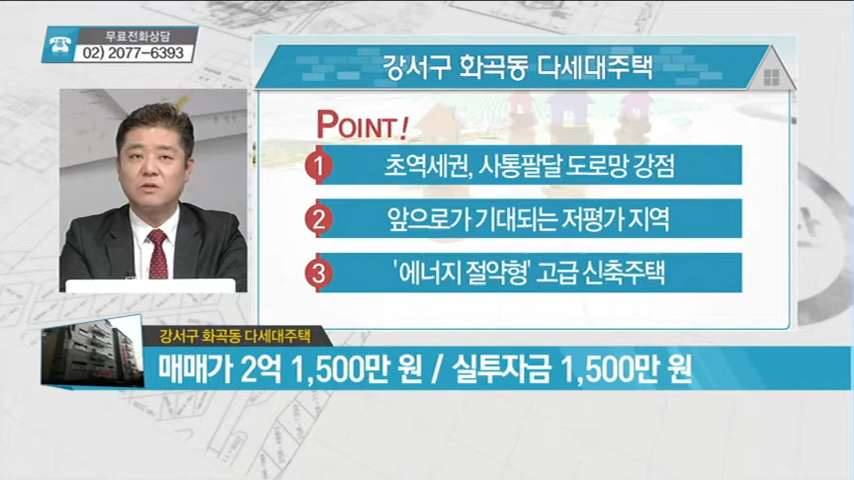 무료전화상담
02) 2077-6393
강서구 화곡동 다세대주택
POINT!
1 초역세권, 사통팔달 도로망 강점
2 앞으로가 기대되는 저평가 지역
3 '에너지 절약형' 고급 신축주택
강서구 화곡동 다세대주택
매매가 2억 1,500만 원 / 실투자금 1,500만 원